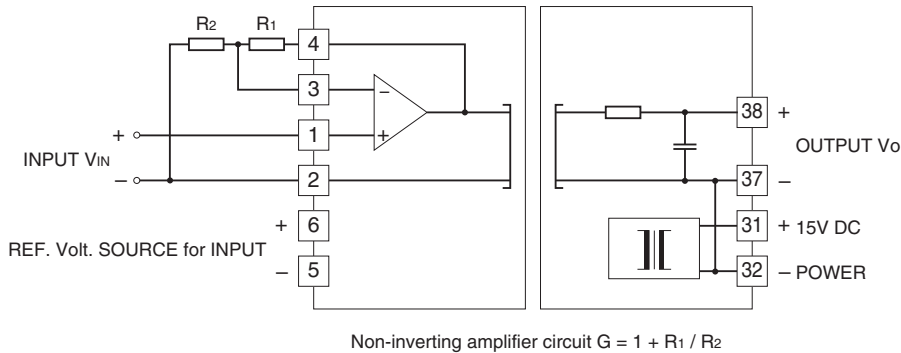 R2 R1
4
3
−
1
+
+
INPUT VIN
−
2
+
6
REF. Volt. SOURCE for INPUT
−
5
38 +
OUTPUT Vo
37 −
31 + 15V DC
32 − POWER
Non-inverting amplifier circuit G = 1 + R1 / R2